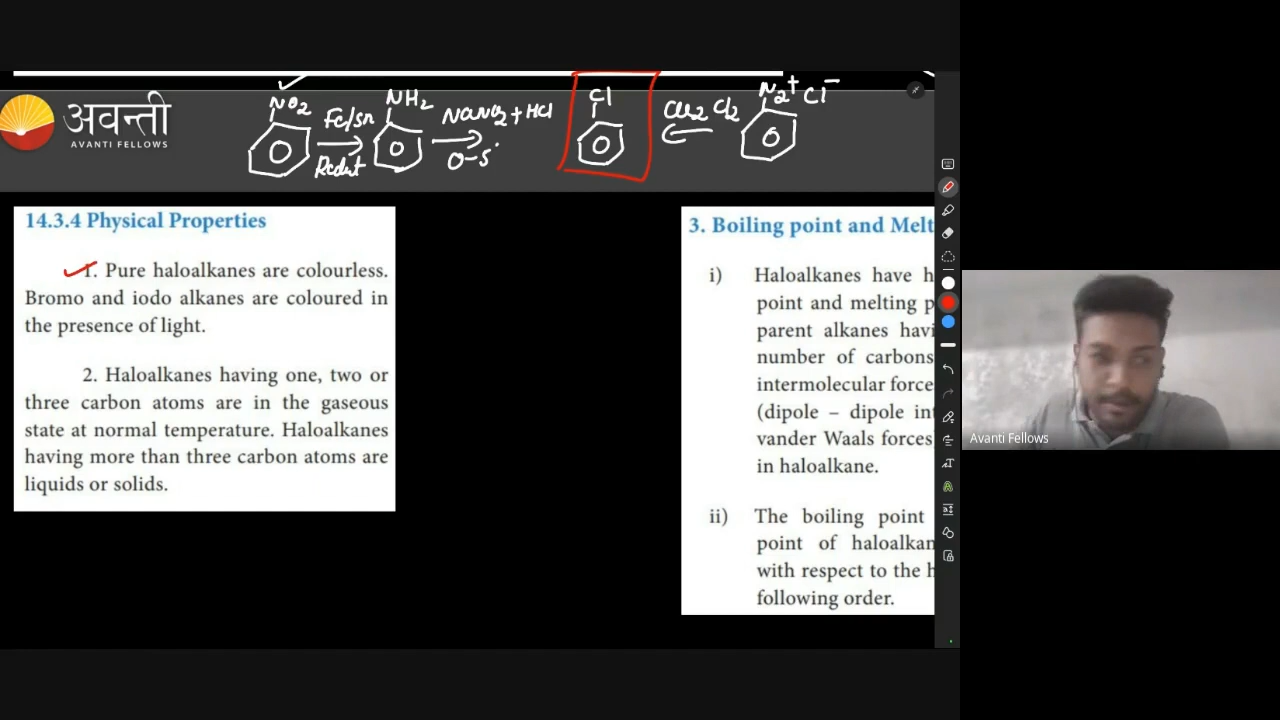 NO2
Fe/Sn
Reduct
NH2
NaNO2 + HCl
0-5°
Cl
Cu2 Cl2
N2+ Cl−
अवन्ती
AVANTI FELLOWS
14.3.4 Physical Properties
1. Pure haloalkanes are colourless.
Bromo and iodo alkanes are coloured in
the presence of light.
2. Haloalkanes having one, two or
three carbon atoms are in the gaseous
state at normal temperature. Haloalkanes
having more than three carbon atoms are
liquids or solids.
3. Boiling point and Melt
i) Haloalkanes have h
point and melting p
parent alkanes havi
number of carbons
intermolecular force
(dipole – dipole int
vander Waals forces
in haloalkane.
ii) The boiling point
point of haloalkan
with respect to the h
following order.
Avanti Fellows